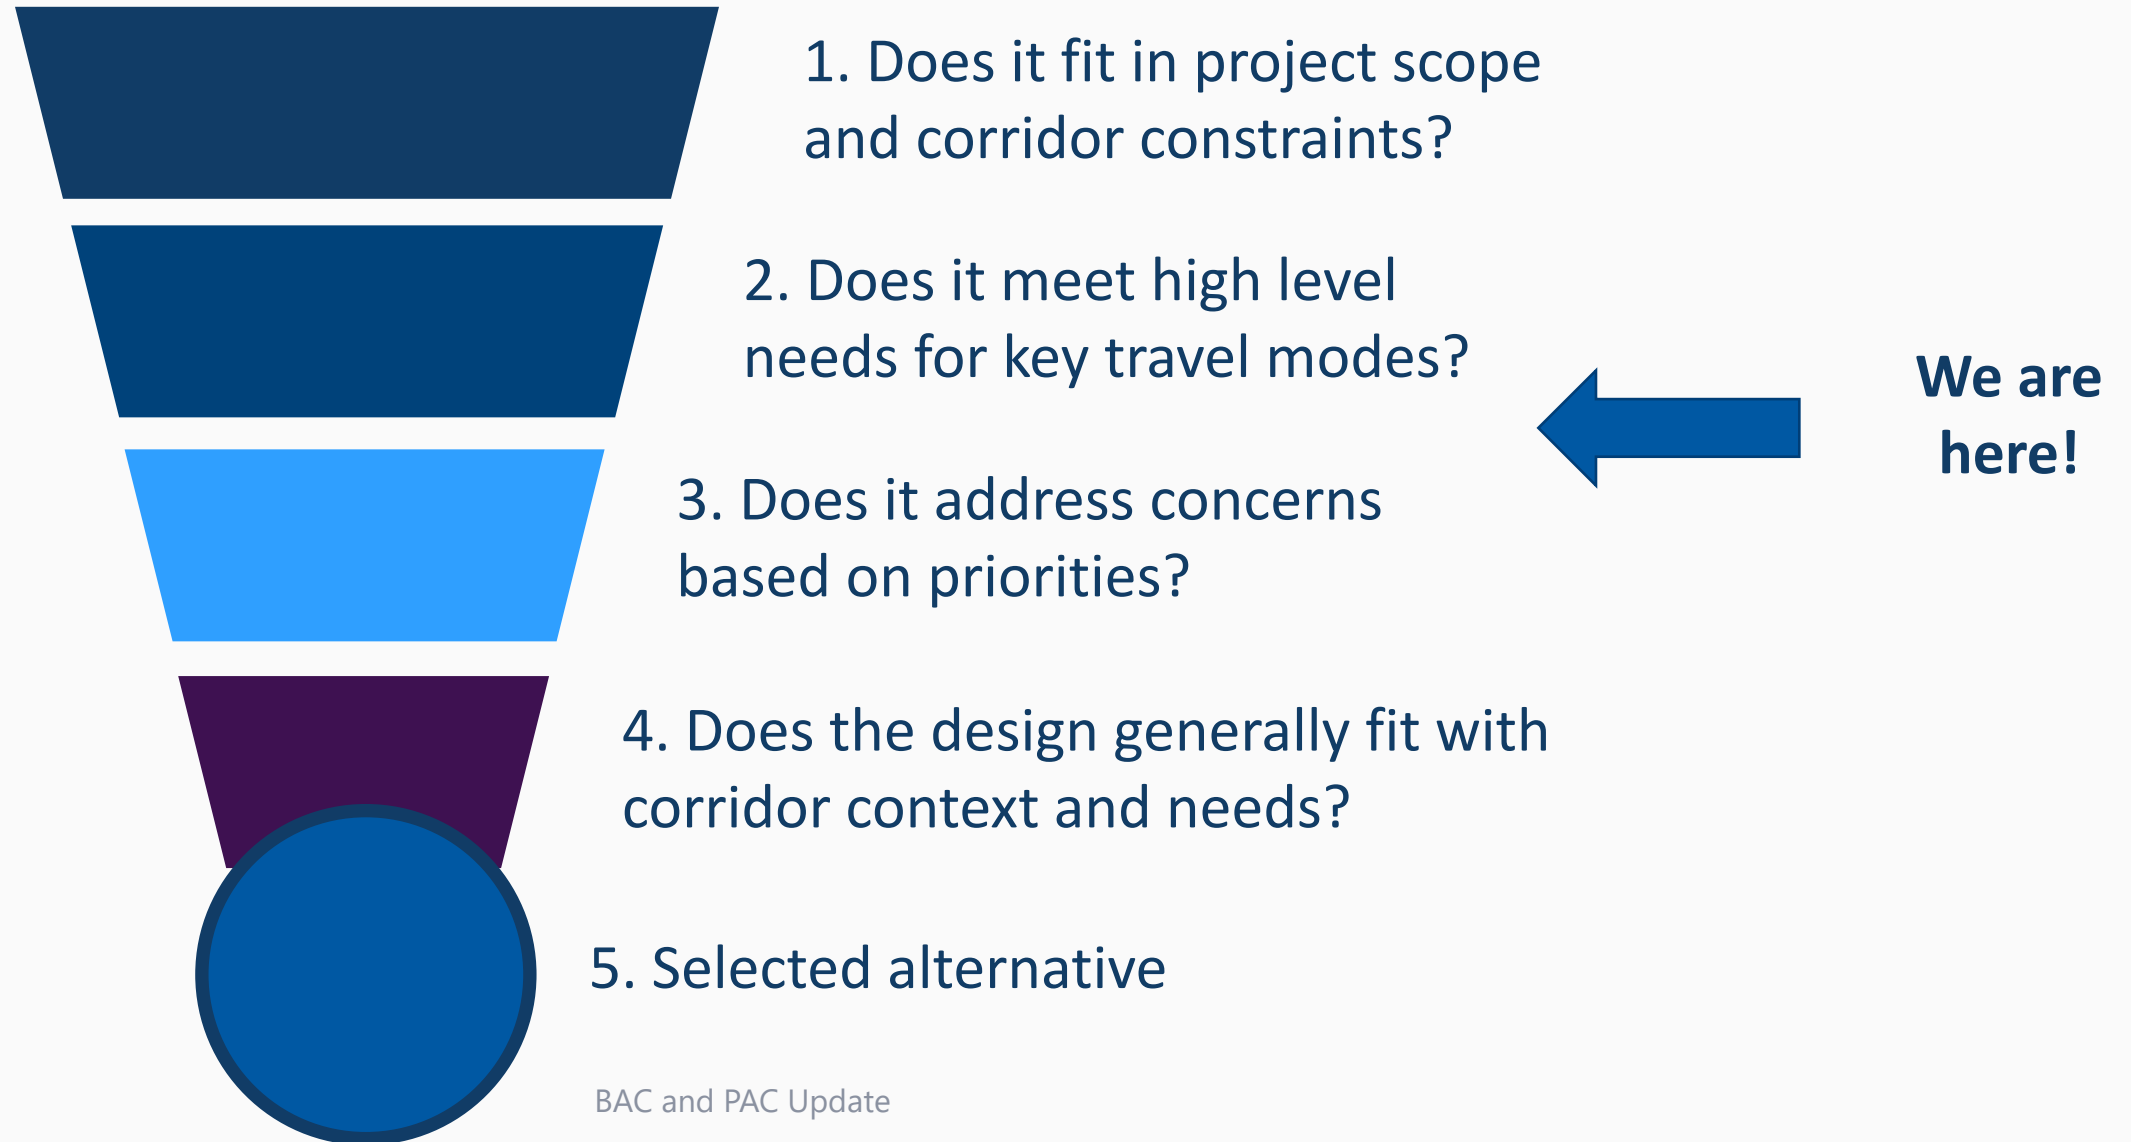 1. Does it fit in project scope
and corridor constraints?
2. Does it meet high level
needs for key travel modes?
We are
here!
3. Does it address concerns
based on priorities?
4. Does the design generally fit with
corridor context and needs?
5. Selected alternative
BAC and PAC Update